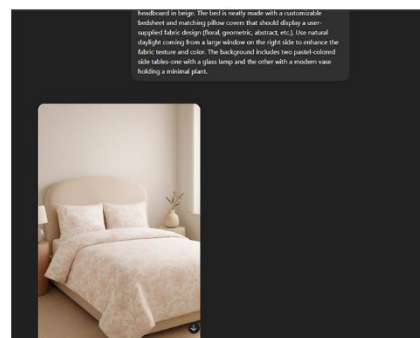 headboard in beige. The bed is neatly made with a customizable
bedsheet and matching pillow covers that should display a user-
supplied fabric design (floral, geometric, abstract, etc.). Use natural
daylight coming from a large window on the right side to enhance the
fabric texture and color. The background includes two pastel-colored
side tables-one with a glass lamp and the other with a modern vase
holding a minimal plant.